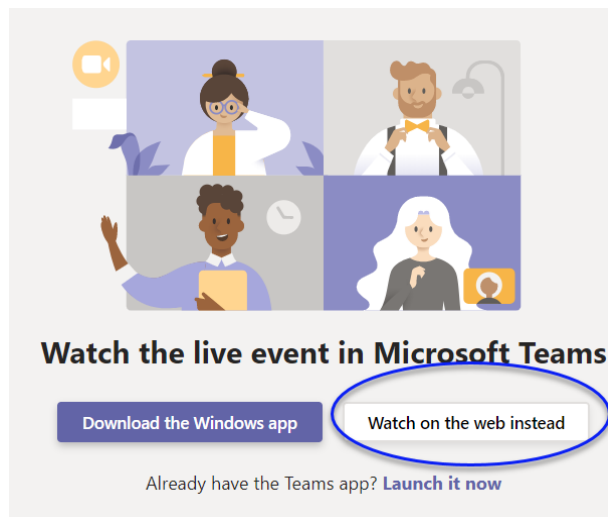 Watch the live event in Microsoft Teams
Download the Windows app
Watch on the web instead
Already have the Teams app? Launch it now